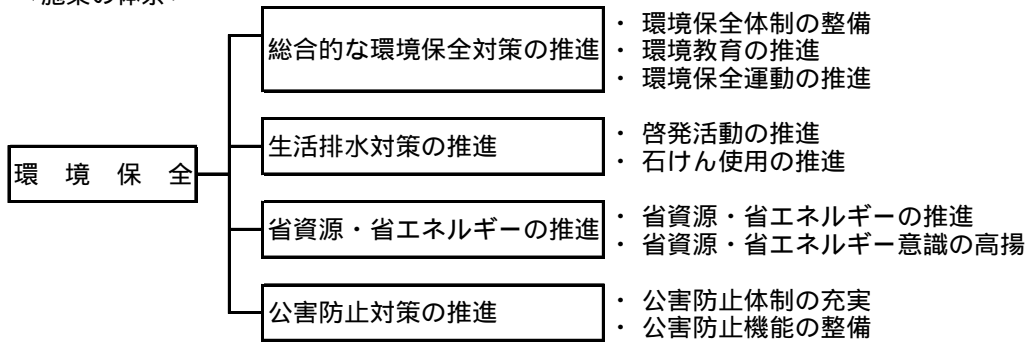 総合的な環境保全対策の推進
・ 環境保全体制の整備
・ 環境教育の推進
・ 環境保全運動の推進
環 境 保 全
生活排水対策の推進
・ 啓発活動の推進
・ 石けん使用の推進
省資源・省エネルギーの推進
・ 省資源・省エネルギーの推進
・ 省資源・省エネルギー意識の高揚
公害防止対策の推進
・ 公害防止体制の充実
・ 公害防止機能の整備